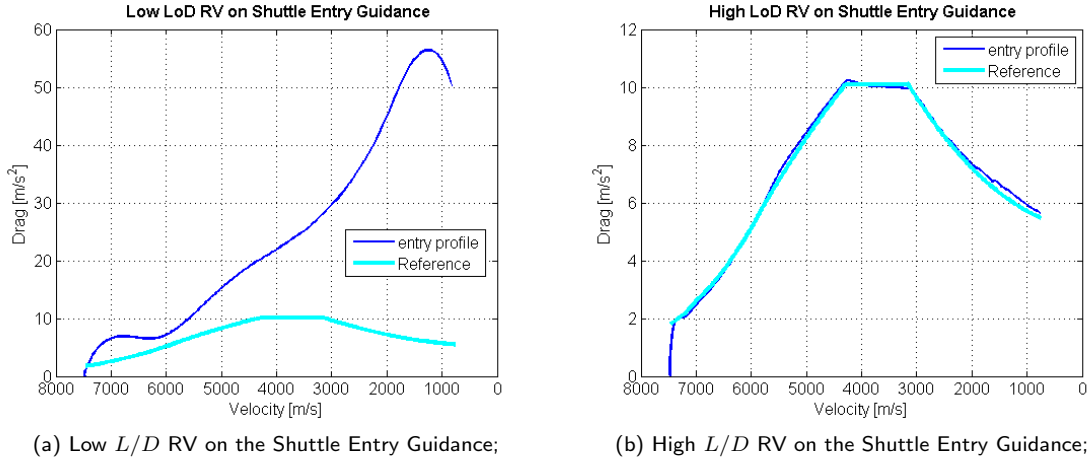 Low LoD RV on Shuttle Entry Guidance
60
50
40
30
20
10
0
Drag [m/s²]
entry profile
Reference
8000 7000 6000 5000 4000 3000 2000 1000 0
Velocity [m/s]
(a) Low L/D RV on the Shuttle Entry Guidance;
High LoD RV on Shuttle Entry Guidance
12
10
8
6
4
2
0
Drag [m/s²]
entry profile
Reference
8000 7000 6000 5000 4000 3000 2000 1000 0
Velocity [m/s]
(b) High L/D RV on the Shuttle Entry Guidance;